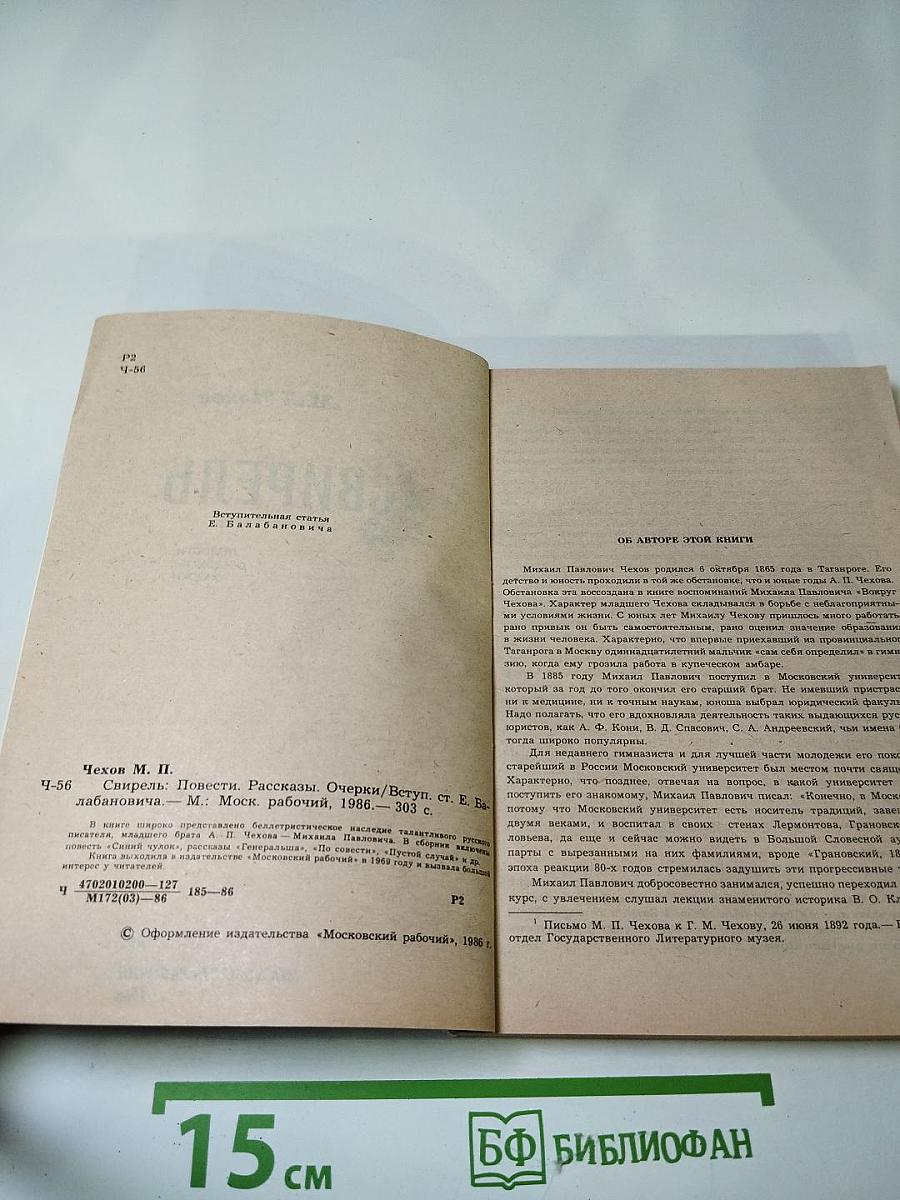 Р2
Ч-56
Вступительная статья
Е. Балабановича
Чехов М. П.
Ч-56 Свирель: Повести. Рассказы. Очерки/Вступ. ст. Е. Ба-
лабановича.— М.: Моск. рабочий, 1986.— 303 с.
В книге широко представлено беллетристическое наследие талантливого русского
писателя, младшего брата А. П. Чехова — Михаила Павловича. В сборник включены
повесть «Синий чулок», рассказы «Генеральша», «По совести», «Пустой случай» и др.
Книга выходила в издательстве «Московский рабочий» в 1969 году и вызвала большой
интерес у читателей.
Ч 4702010200—127 185—86
М172(03)—86
Р2
© Оформление издательства «Московский рабочий», 1986 г.
ОБ АВТОРЕ ЭТОЙ КНИГИ
Михаил Павлович Чехов родился 6 октября 1865 года в Таганроге. Его
детство и юность проходили в той же обстановке, что и юные годы А. П. Чехова.
Обстановка эта воссоздана в книге воспоминаний Михаила Павловича «Вокруг
Чехова». Характер младшего Чехова складывался в борьбе с неблагоприятны-
ми условиями жизни. С юных лет Михаилу Чехову пришлось много работать
рано привык он быть самостоятельным, рано оценил значение образовани
в жизни человека. Характерно, что впервые приехавший из провинциальног
Таганрога в Москву одиннадцатилетний мальчик «сам себя определил» в гимн
зию, когда ему грозила работа в купеческом амбаре.
В 1885 году Михаил Павлович поступил в Московский университ
который за год до того окончил его старший брат. Не имевший пристрас
ни к медицине, ни к точным наукам, юноша выбрал юридический факуль
Надо полагать, что его вдохновляла деятельность таких выдающихся рус
юристов, как А. Ф. Кони, В. Д. Спасович, С. А. Андреевский, чьи имена
тогда широко популярны.
Для недавнего гимназиста и для лучшей части молодежи его поко
старейший в России Московский университет был местом почти свяще
Характерно, что позднее, отвечая на вопрос, в какой университет
поступить его знакомому, Михаил Павлович писал: «Конечно, в Моск
потому что Московский университет есть носитель традиций, завещ
двумя веками, и воспитал в своих стенах Лермонтова, Грановск
ловьева, да еще и сейчас можно видеть в Большой Словесной ау
парты с вырезанными на них фамилиями, вроде «Грановский, 18
эпоха реакции 80-х годов стремилась задушить эти прогрессивные т
Михаил Павлович добросовестно занимался, успешно переходил
курс, с увлечением слушал лекции знаменитого историка В. О. Кл
¹ Письмо М. П. Чехова к Г. М. Чехову, 26 июня 1892 года.—
отдел Государственного Литературного музея.
15 см
БФ БИБЛИОФАН